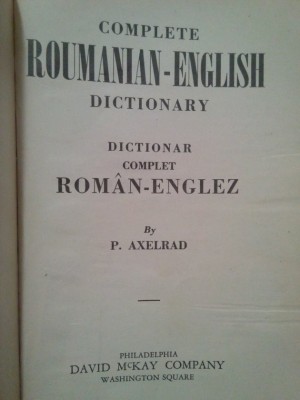 COMPLETE
ROUMANIAN-ENGLISH
DICTIONARY
DICTIONAR
COMPLET
ROMÂN-ENGLEZ
By
P. AXELRAD
PHILADELPHIA
DAVID McKAY COMPANY
WASHINGTON SQUARE